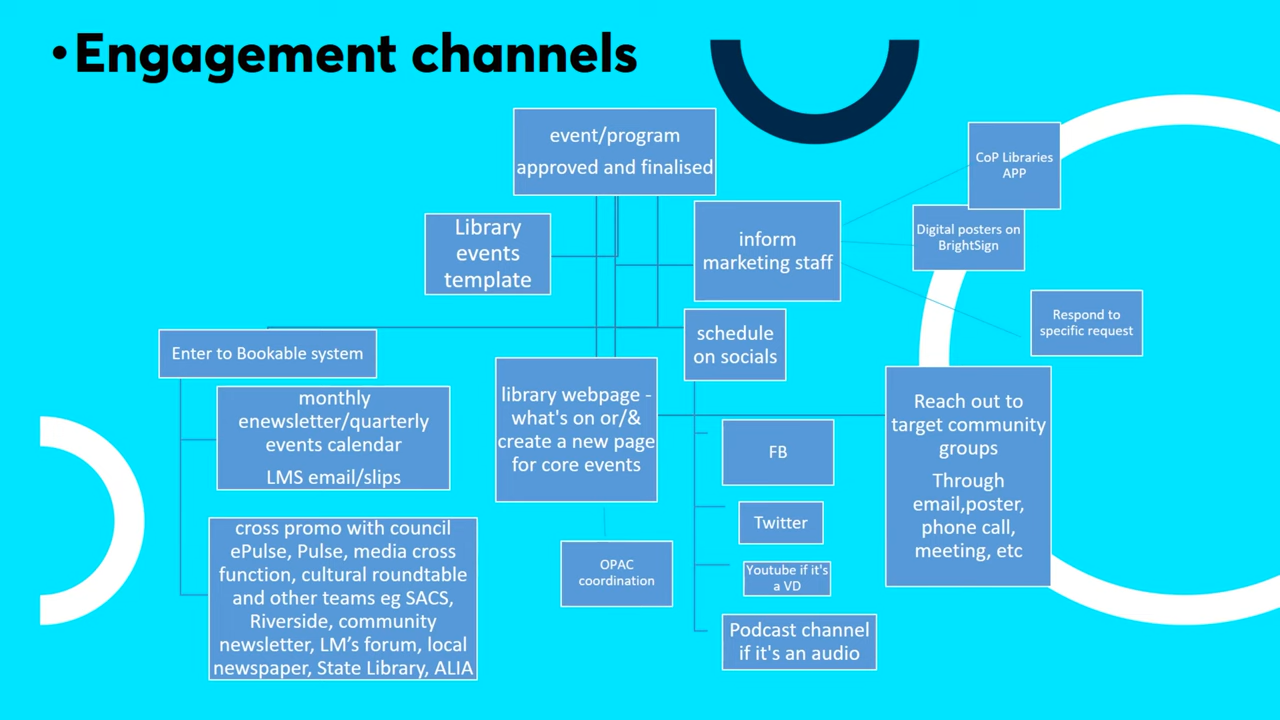 •Engagement channels
event/program
approved and finalised
Library
events
template
inform
marketing staff
CoP Libraries
APP
Digital posters on
BrightSign
Respond to
specific request
Enter to Bookable system
monthly
enewsletter/quarterly
events calendar
LMS email/slips
cross promo with council
ePulse, Pulse, media cross
function, cultural roundtable
and other teams eg SACS,
Riverside, community
newsletter, LM’s forum, local
newspaper, State Library, ALIA
library webpage -
what's on or/&
create a new page
for core events
OPAC
coordination
schedule
on socials
FB
Twitter
Youtube if it's
a VD
Podcast channel
if it's an audio
Reach out to
target community
groups
Through
email,poster,
phone call,
meeting, etc